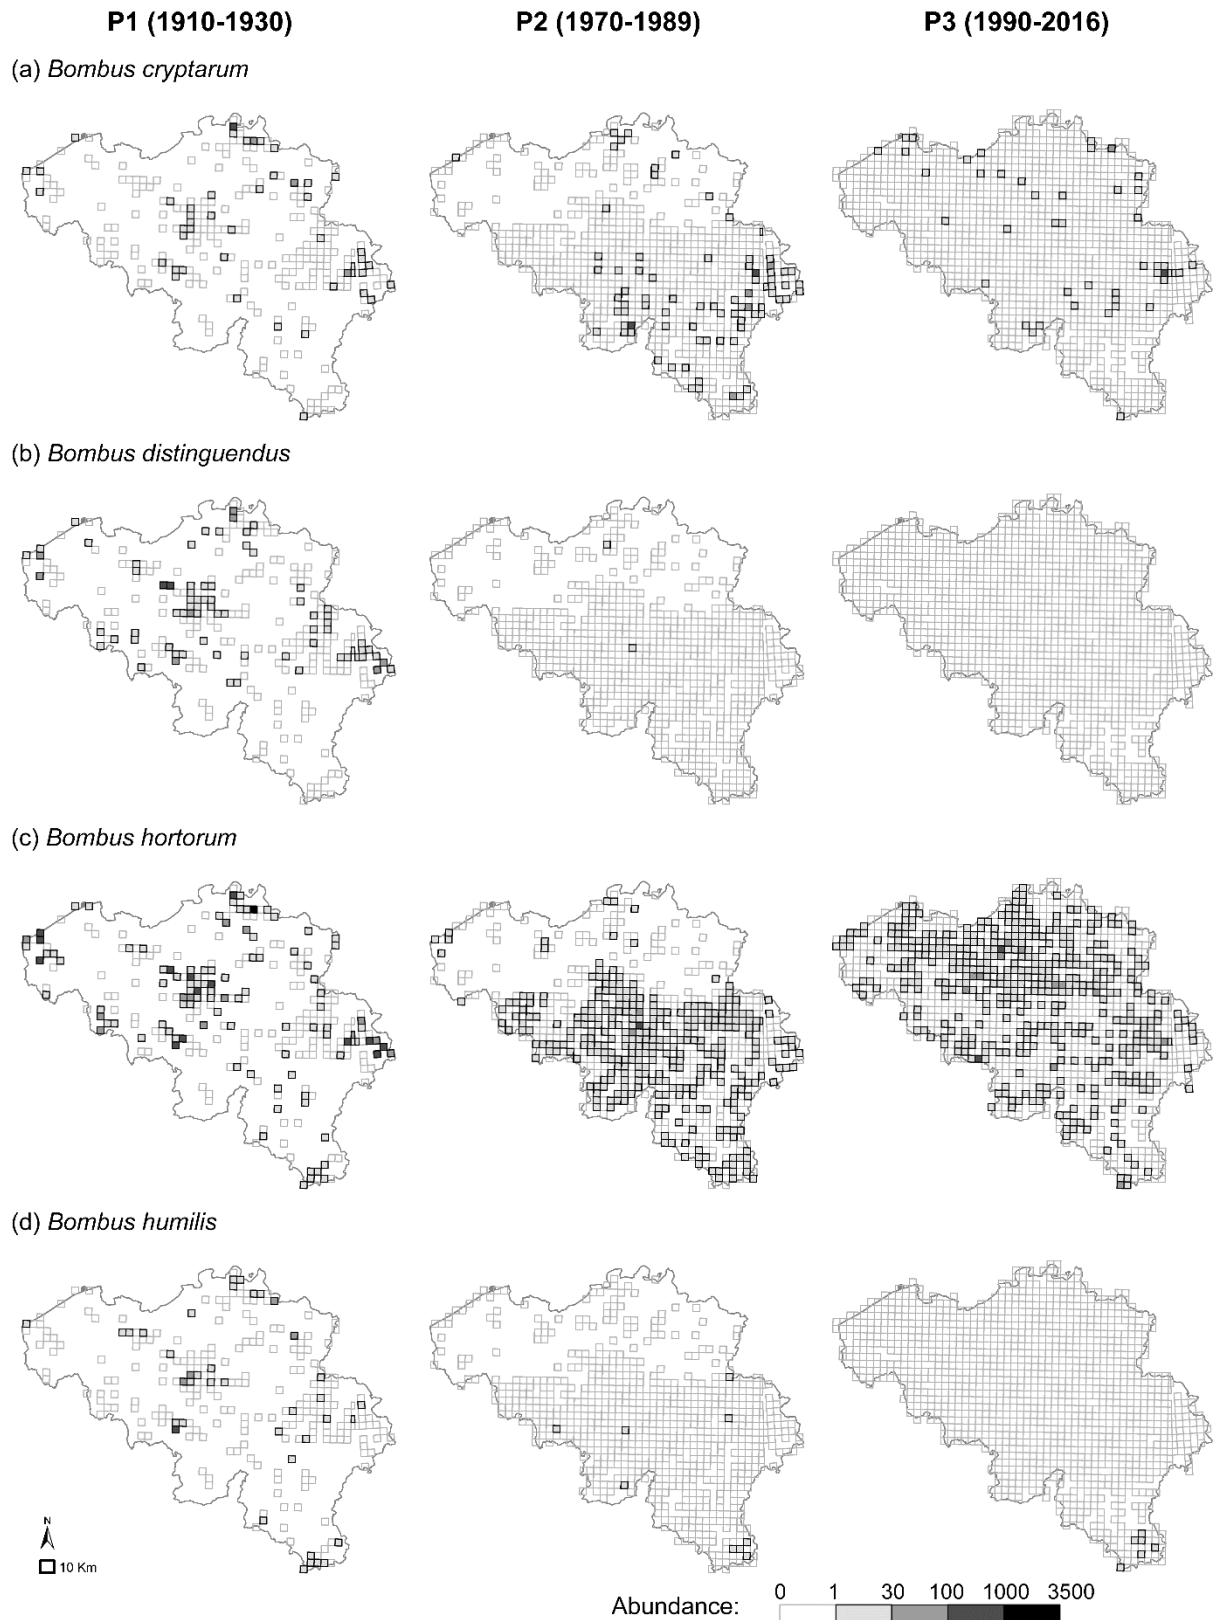 P1 (1910-1930) P2 (1970-1989) P3 (1990-2016)
(a) Bombus cryptarum
(b) Bombus distinguendus
(c) Bombus hortorum
(d) Bombus humilis
N
10 Km
0 1 30 100 1000 3500
Abundance: